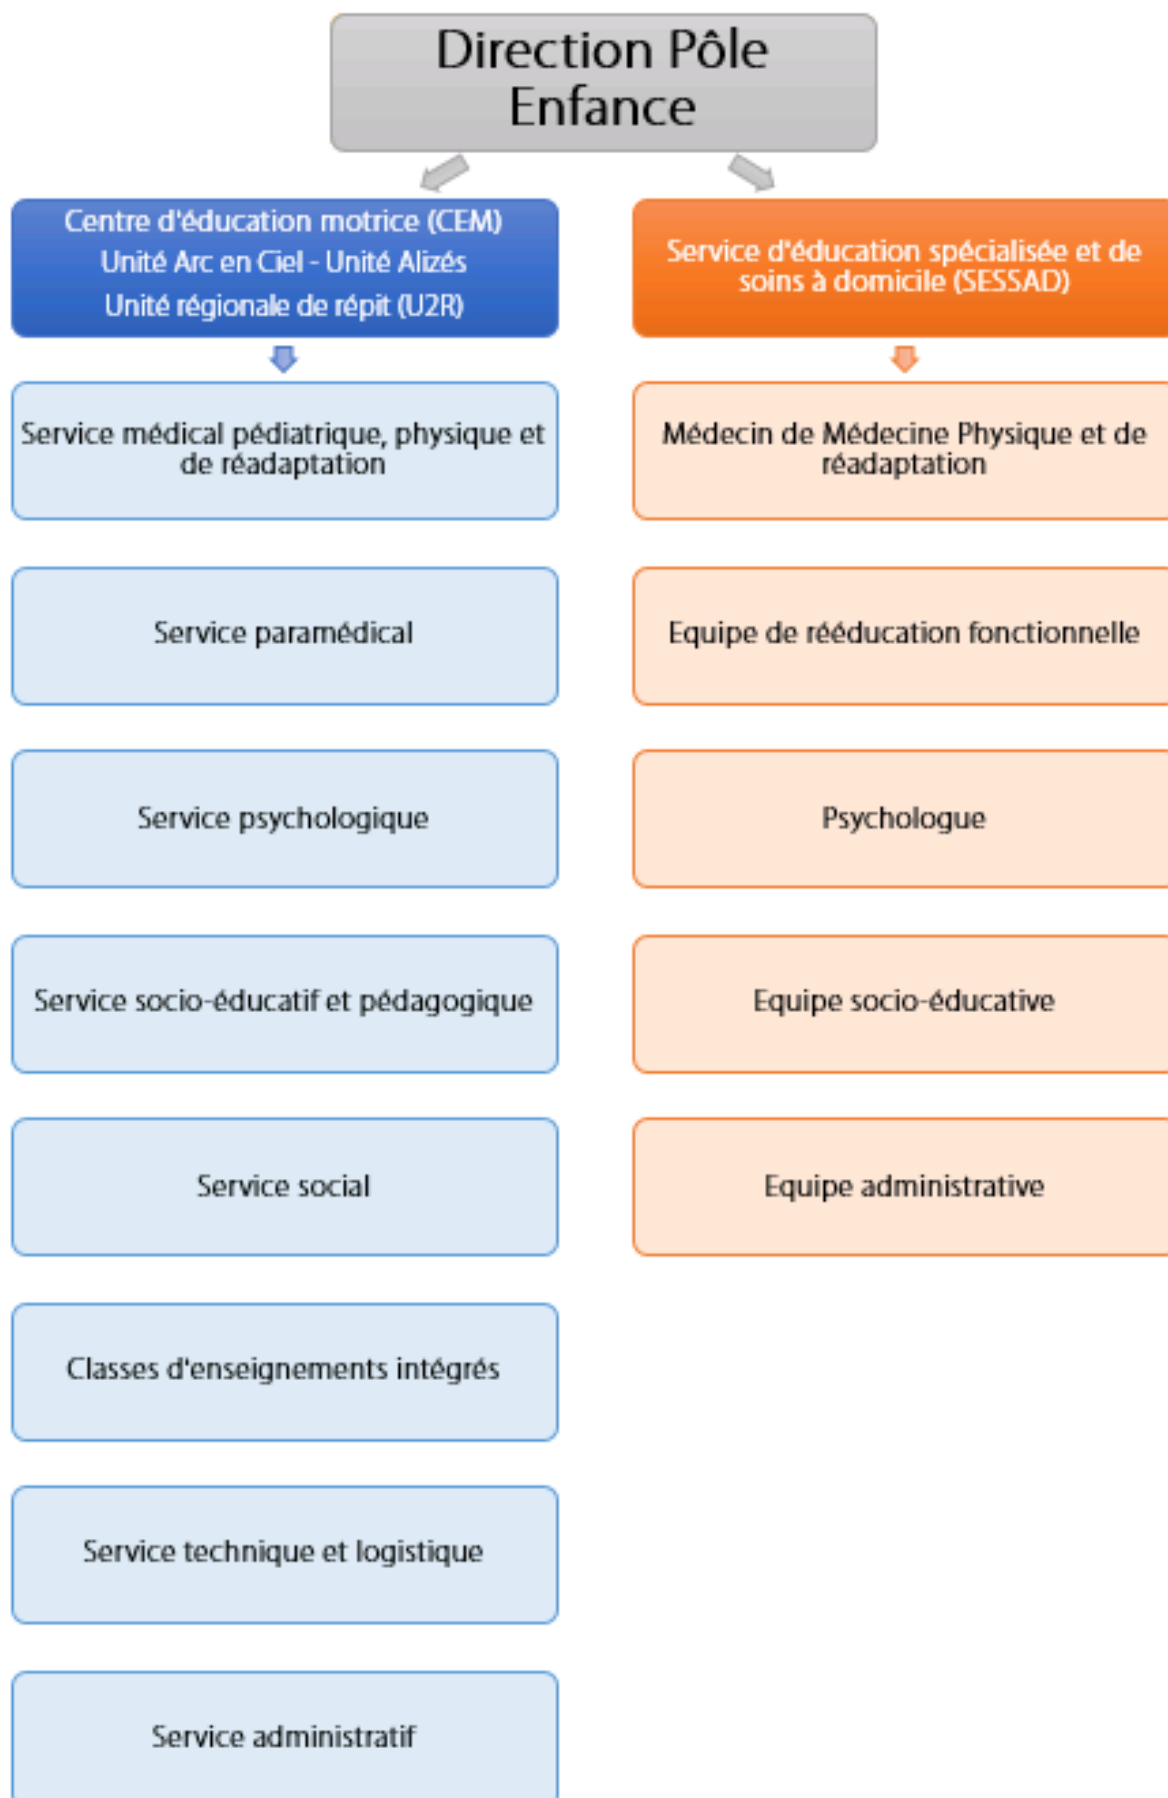 Direction Pôle
Enfance
Centre d'éducation motrice (CEM)
Unité Arc en Ciel - Unité Alizés
Unité régionale de répit (U2R)
Service médical pédiatrique, physique et
de réadaptation
Service paramédical
Service psychologique
Service socio-éducatif et pédagogique
Service social
Classes d'enseignements intégrés
Service technique et logistique
Service administratif
Service d'éducation spécialisée et de
soins à domicile (SESSAD)
Médecin de Médecine Physique et de
réadaptation
Equipe de rééducation fonctionnelle
Psychologue
Equipe socio-éducative
Equipe administrative